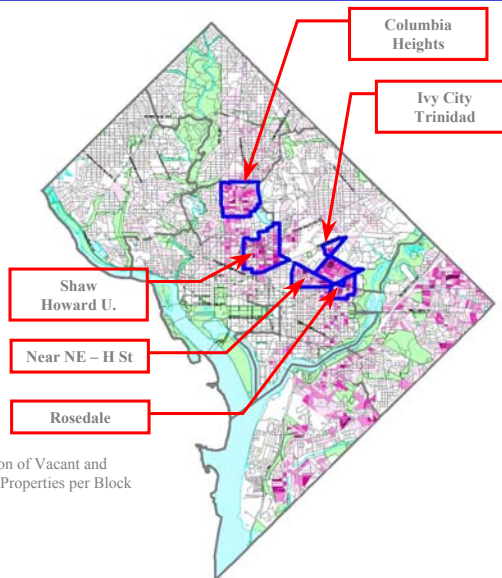 Columbia
Heights
Ivy City
Trinidad
Shaw
Howard U.
Near NE – H St
Rosedale
on of Vacant and
Properties per Block